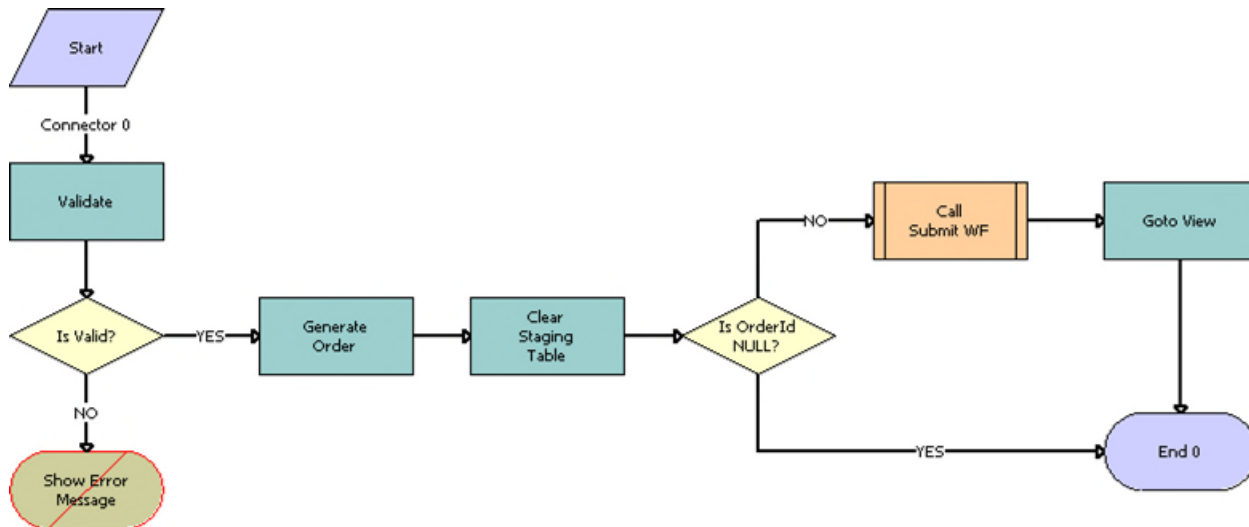 Start
Connector 0
Validate
Is Valid?
YES
NO
Show Error
Message
Generate
Order
Clear
Staging
Table
Is OrderId
NULL?
NO
Call
Submit WF
Goto View
YES
End 0